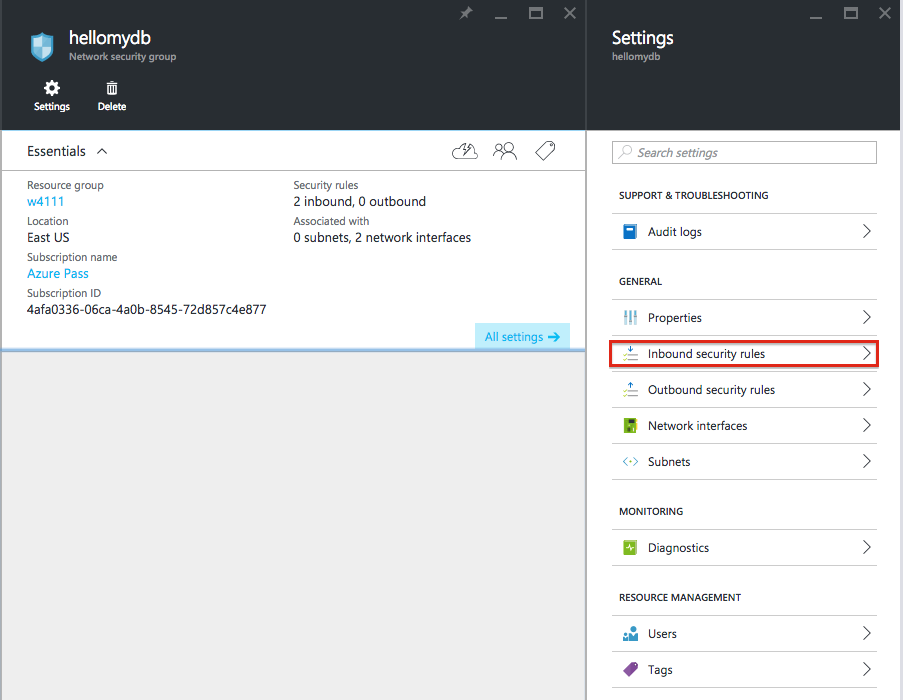 hellomydb
Network security group
Settings
Delete
Essentials
Resource group
w4111
Location
East US
Subscription name
Azure Pass
Subscription ID
4afa0336-06ca-4a0b-8545-72d857c4e877
Security rules
2 inbound, 0 outbound
Associated with
0 subnets, 2 network interfaces
All settings
Settings
hellomydb
Search settings
SUPPORT & TROUBLESHOOTING
Audit logs
GENERAL
Properties
Inbound security rules
Outbound security rules
Network interfaces
Subnets
MONITORING
Diagnostics
RESOURCE MANAGEMENT
Users
Tags